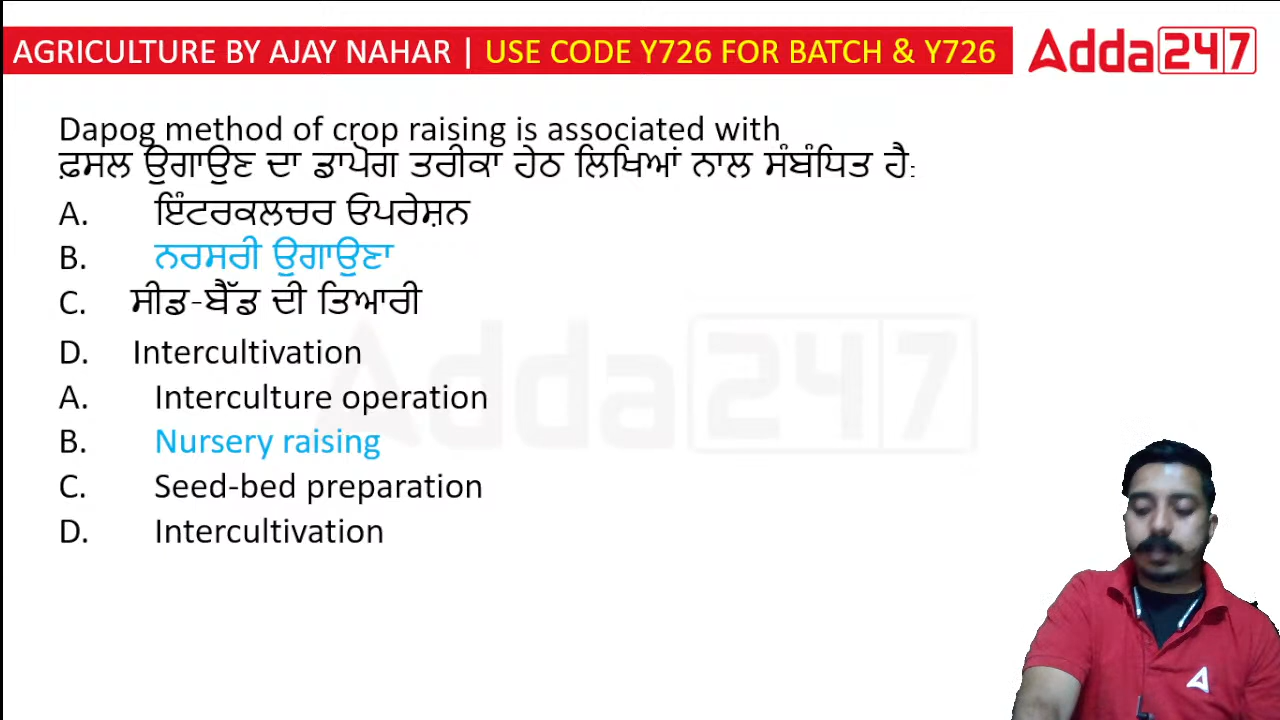 AGRICULTURE BY AJAY NAHAR | USE CODE Y726 FOR BATCH & Y726
Adda247
Dapog method of crop raising is associated with
ਫ਼ਸਲ ਉਗਾਉਣ ਦਾ ਡਾਪੋਗ ਤਰੀਕਾ ਹੇਠ ਲਿਖਿਆਂ ਨਾਲ ਸੰਬੰਧਿਤ ਹੈ:
A. ਇੰਟਰਕਲਚਰ ਓਪਰੇਸ਼ਨ
B. ਨਰਸਰੀ ਉਗਾਉਣਾ
C. ਸੀਡ-ਬੈੱਡ ਦੀ ਤਿਆਰੀ
D. Intercultivation
A. Interculture operation
B. Nursery raising
C. Seed-bed preparation
D. Intercultivation
Adda247